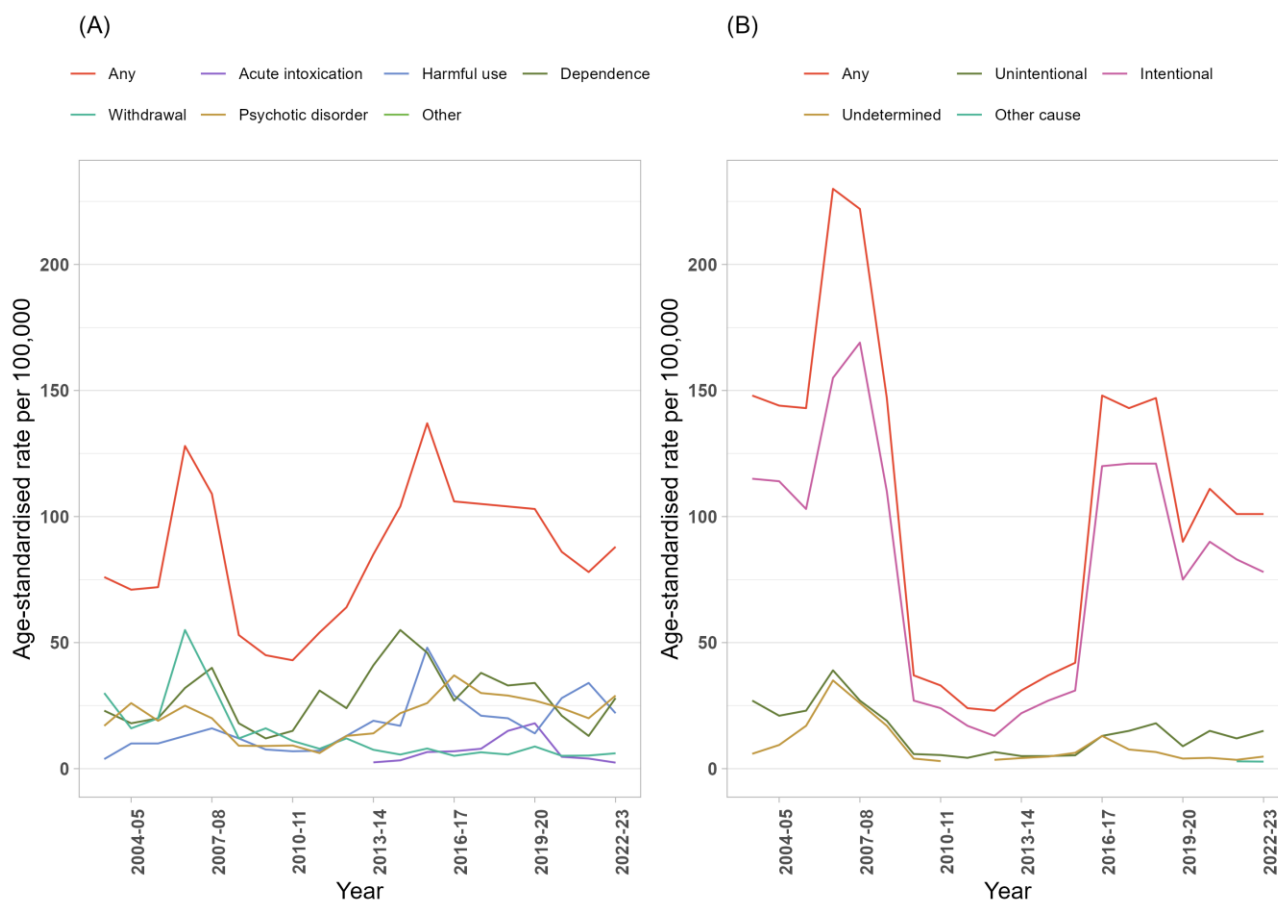 (A)
Any Acute intoxication Harmful use Dependence
Withdrawal Psychotic disorder Other
Age-standardised rate per 100,000
200
150
100
50
0
2004-05 2007-08 2010-11 2013-14 2016-17 2019-20 2022-23
Year
(B)
Any Unintentional Intentional
Undetermined Other cause
Age-standardised rate per 100,000
200
150
100
50
0
2004-05 2007-08 2010-11 2013-14 2016-17 2019-20 2022-23
Year